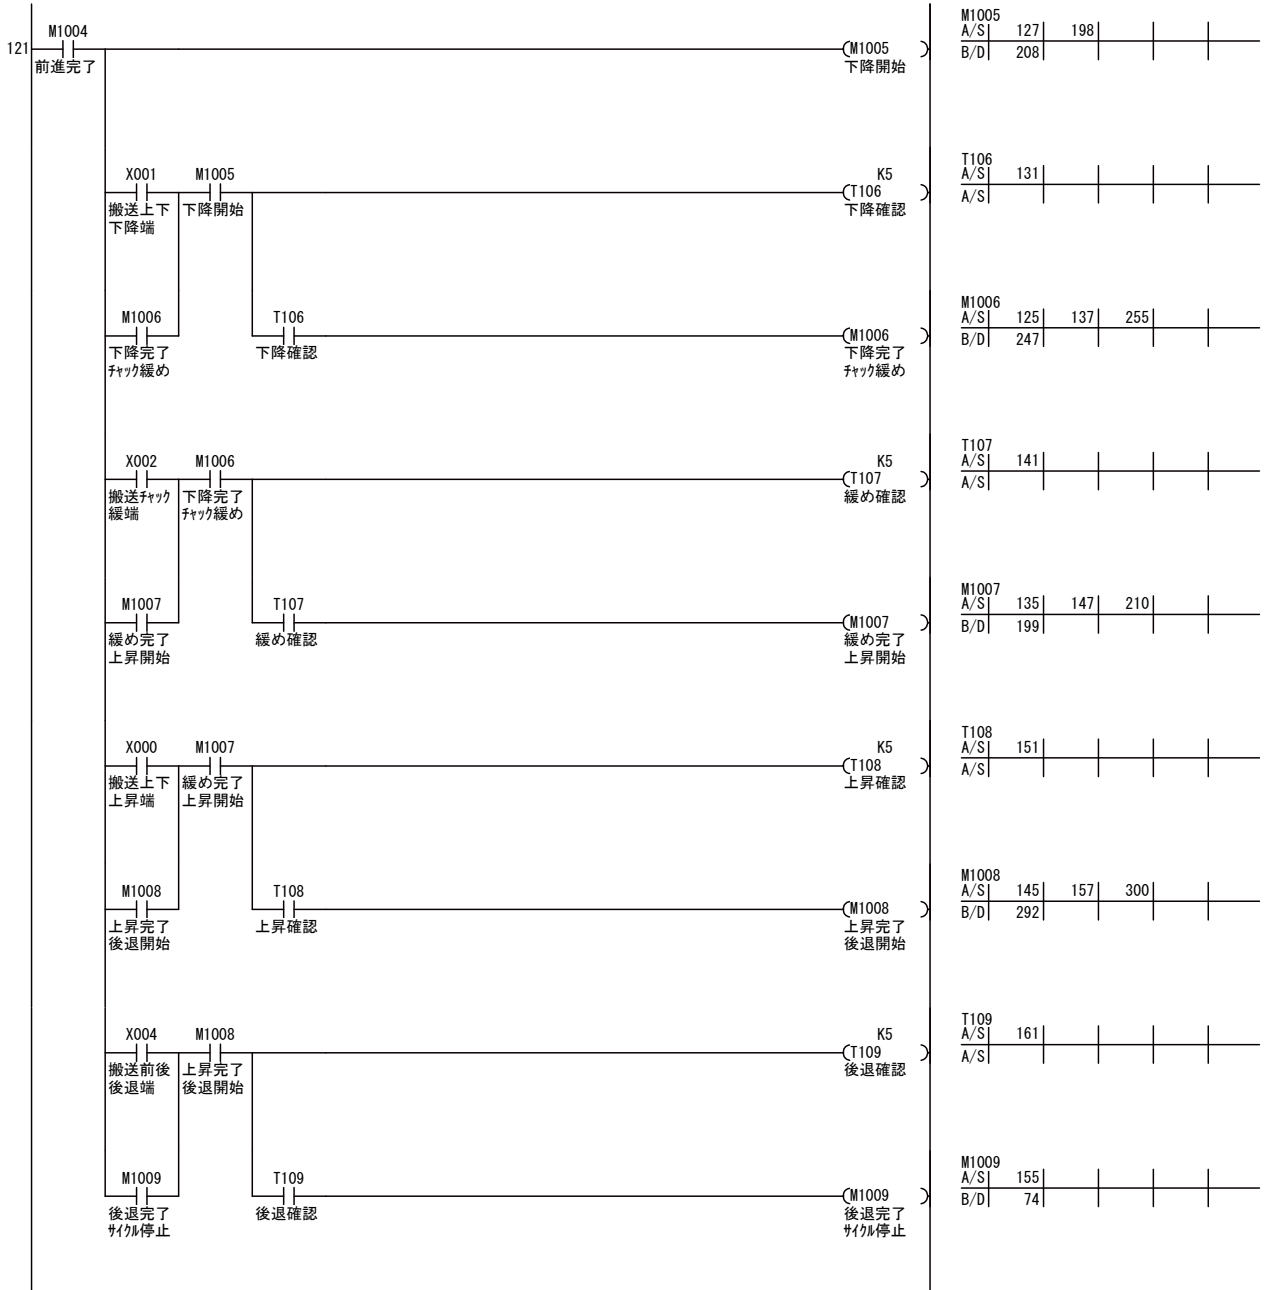 M1005
M1004
A/S 127 198
121
M1005
前進完了
下降開始
B/D 208
T106
X001 M1005 K5
A/S 131
T106
A/S
搬送上下 下降開始
下降確認
下降端
M1006
M1006 T106
A/S 125 137 255
M1006
B/D 247
下降完了 下降確認
下降完了
ﾁｬｯｸ緩め
ﾁｬｯｸ緩め
T107
X002 M1006 K5
A/S 141
T107
A/S
搬送ﾁｬｯｸ 下降完了
緩め確認
緩端 ﾁｬｯｸ緩め
M1007
M1007 T107
A/S 135 147 210
M1007
B/D 199
緩め完了 緩め確認
緩め完了
上昇開始
上昇開始
T108
X000 M1007 K5
A/S 151
T108
A/S
搬送上下 緩め完了
上昇確認
上昇端 上昇開始
M1008
M1008 T108
A/S 145 157 300
M1008
B/D 292
上昇完了 上昇確認
上昇完了
後退開始
後退開始
T109
X004 M1008 K5
A/S 161
T109
A/S
搬送前後 上昇完了
後退確認
後退端 後退開始
M1009
M1009 T109
A/S 155
M1009
B/D 74
後退完了 後退確認
後退完了
ｻｲｸﾙ停止
ｻｲｸﾙ停止